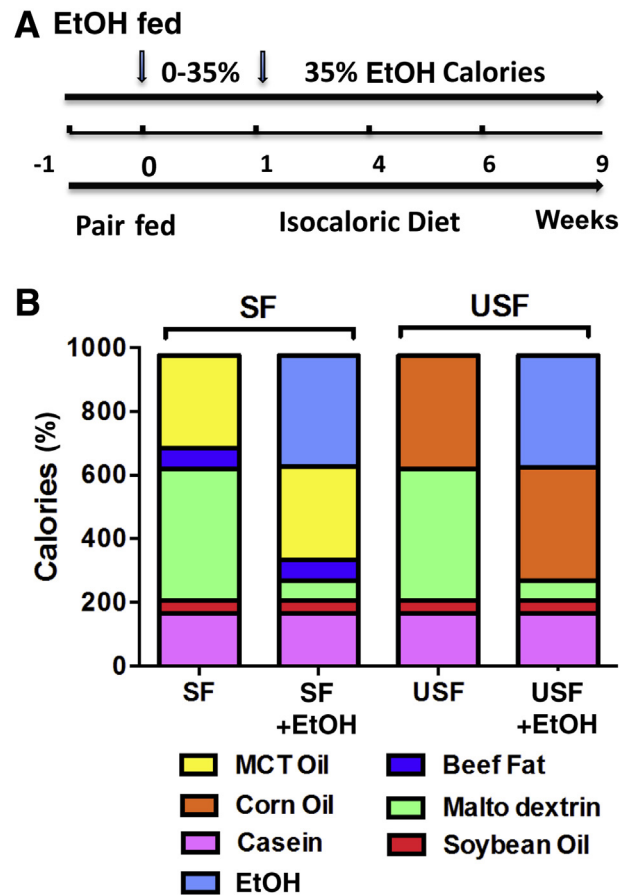 A EtOH fed
0-35% 35% EtOH Calories
-1 0 1 4 6 9
Pair fed Isocaloric Diet Weeks
B
SF USF
Calories (%)
1000
800
600
400
200
0
SF SF +EtOH USF USF +EtOH
MCT Oil Beef Fat
Corn Oil Malto dextrin
Casein Soybean Oil
EtOH